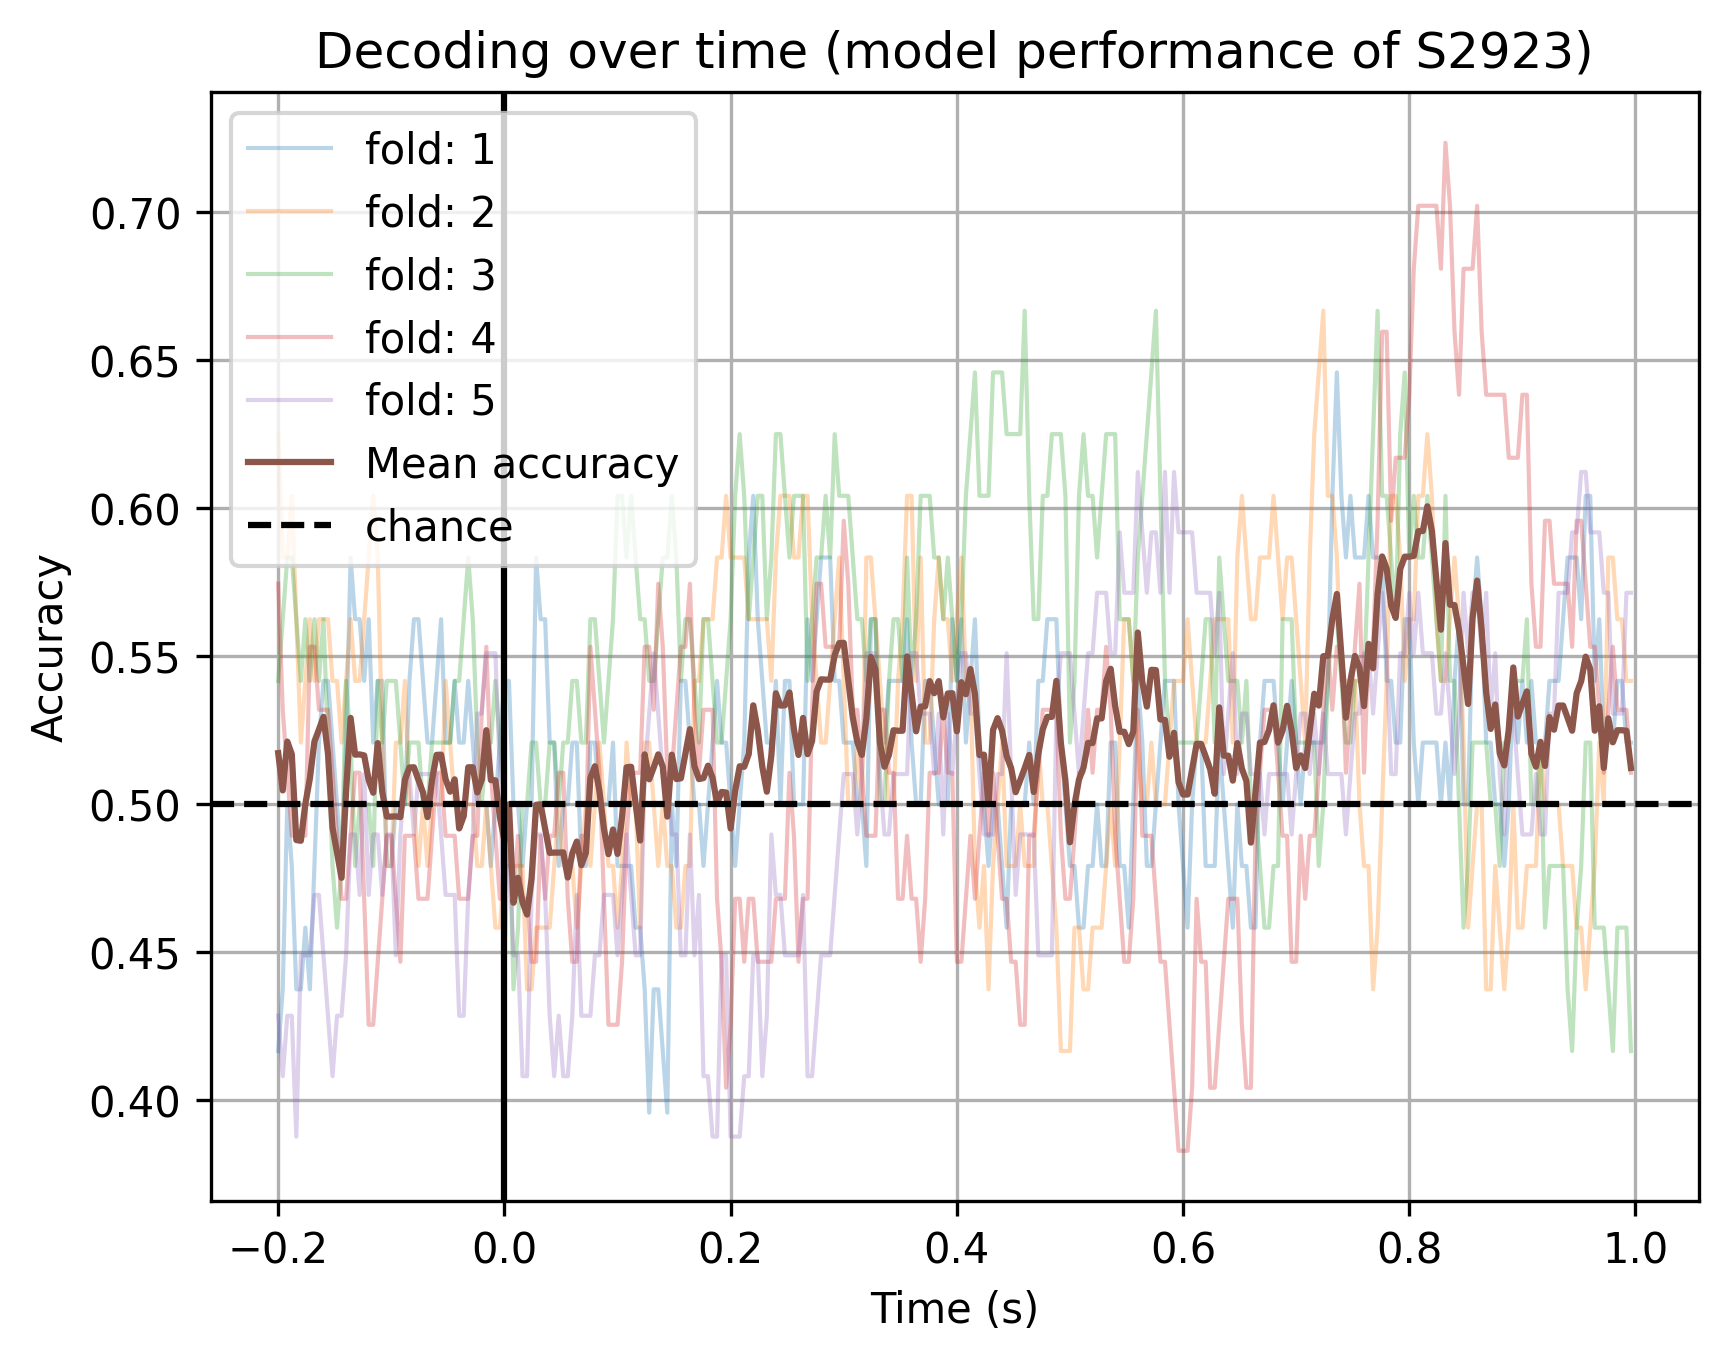 Decoding over time (model performance of S2923)
fold: 1
fold: 2
fold: 3
fold: 4
fold: 5
Mean accuracy
chance
Accuracy
0.70
0.65
0.60
0.55
0.50
0.45
0.40
−0.2 0.0 0.2 0.4 0.6 0.8 1.0
Time (s)